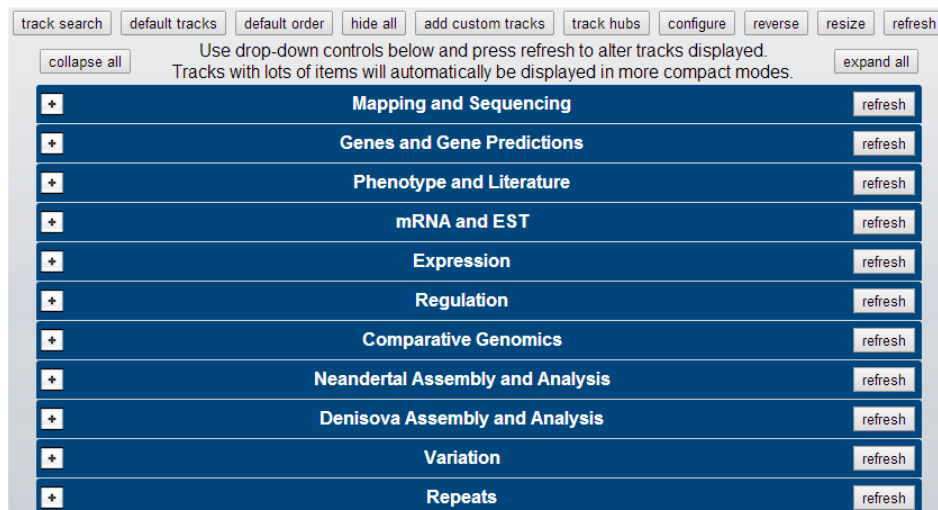 track search default tracks default order hide all add custom tracks track hubs configure reverse resize refresh
collapse all Use drop-down controls below and press refresh to alter tracks displayed. expand all
Tracks with lots of items will automatically be displayed in more compact modes.
+ Mapping and Sequencing refresh
+ Genes and Gene Predictions refresh
+ Phenotype and Literature refresh
+ mRNA and EST refresh
+ Expression refresh
+ Regulation refresh
+ Comparative Genomics refresh
+ Neandertal Assembly and Analysis refresh
+ Denisova Assembly and Analysis refresh
+ Variation refresh
+ Repeats refresh